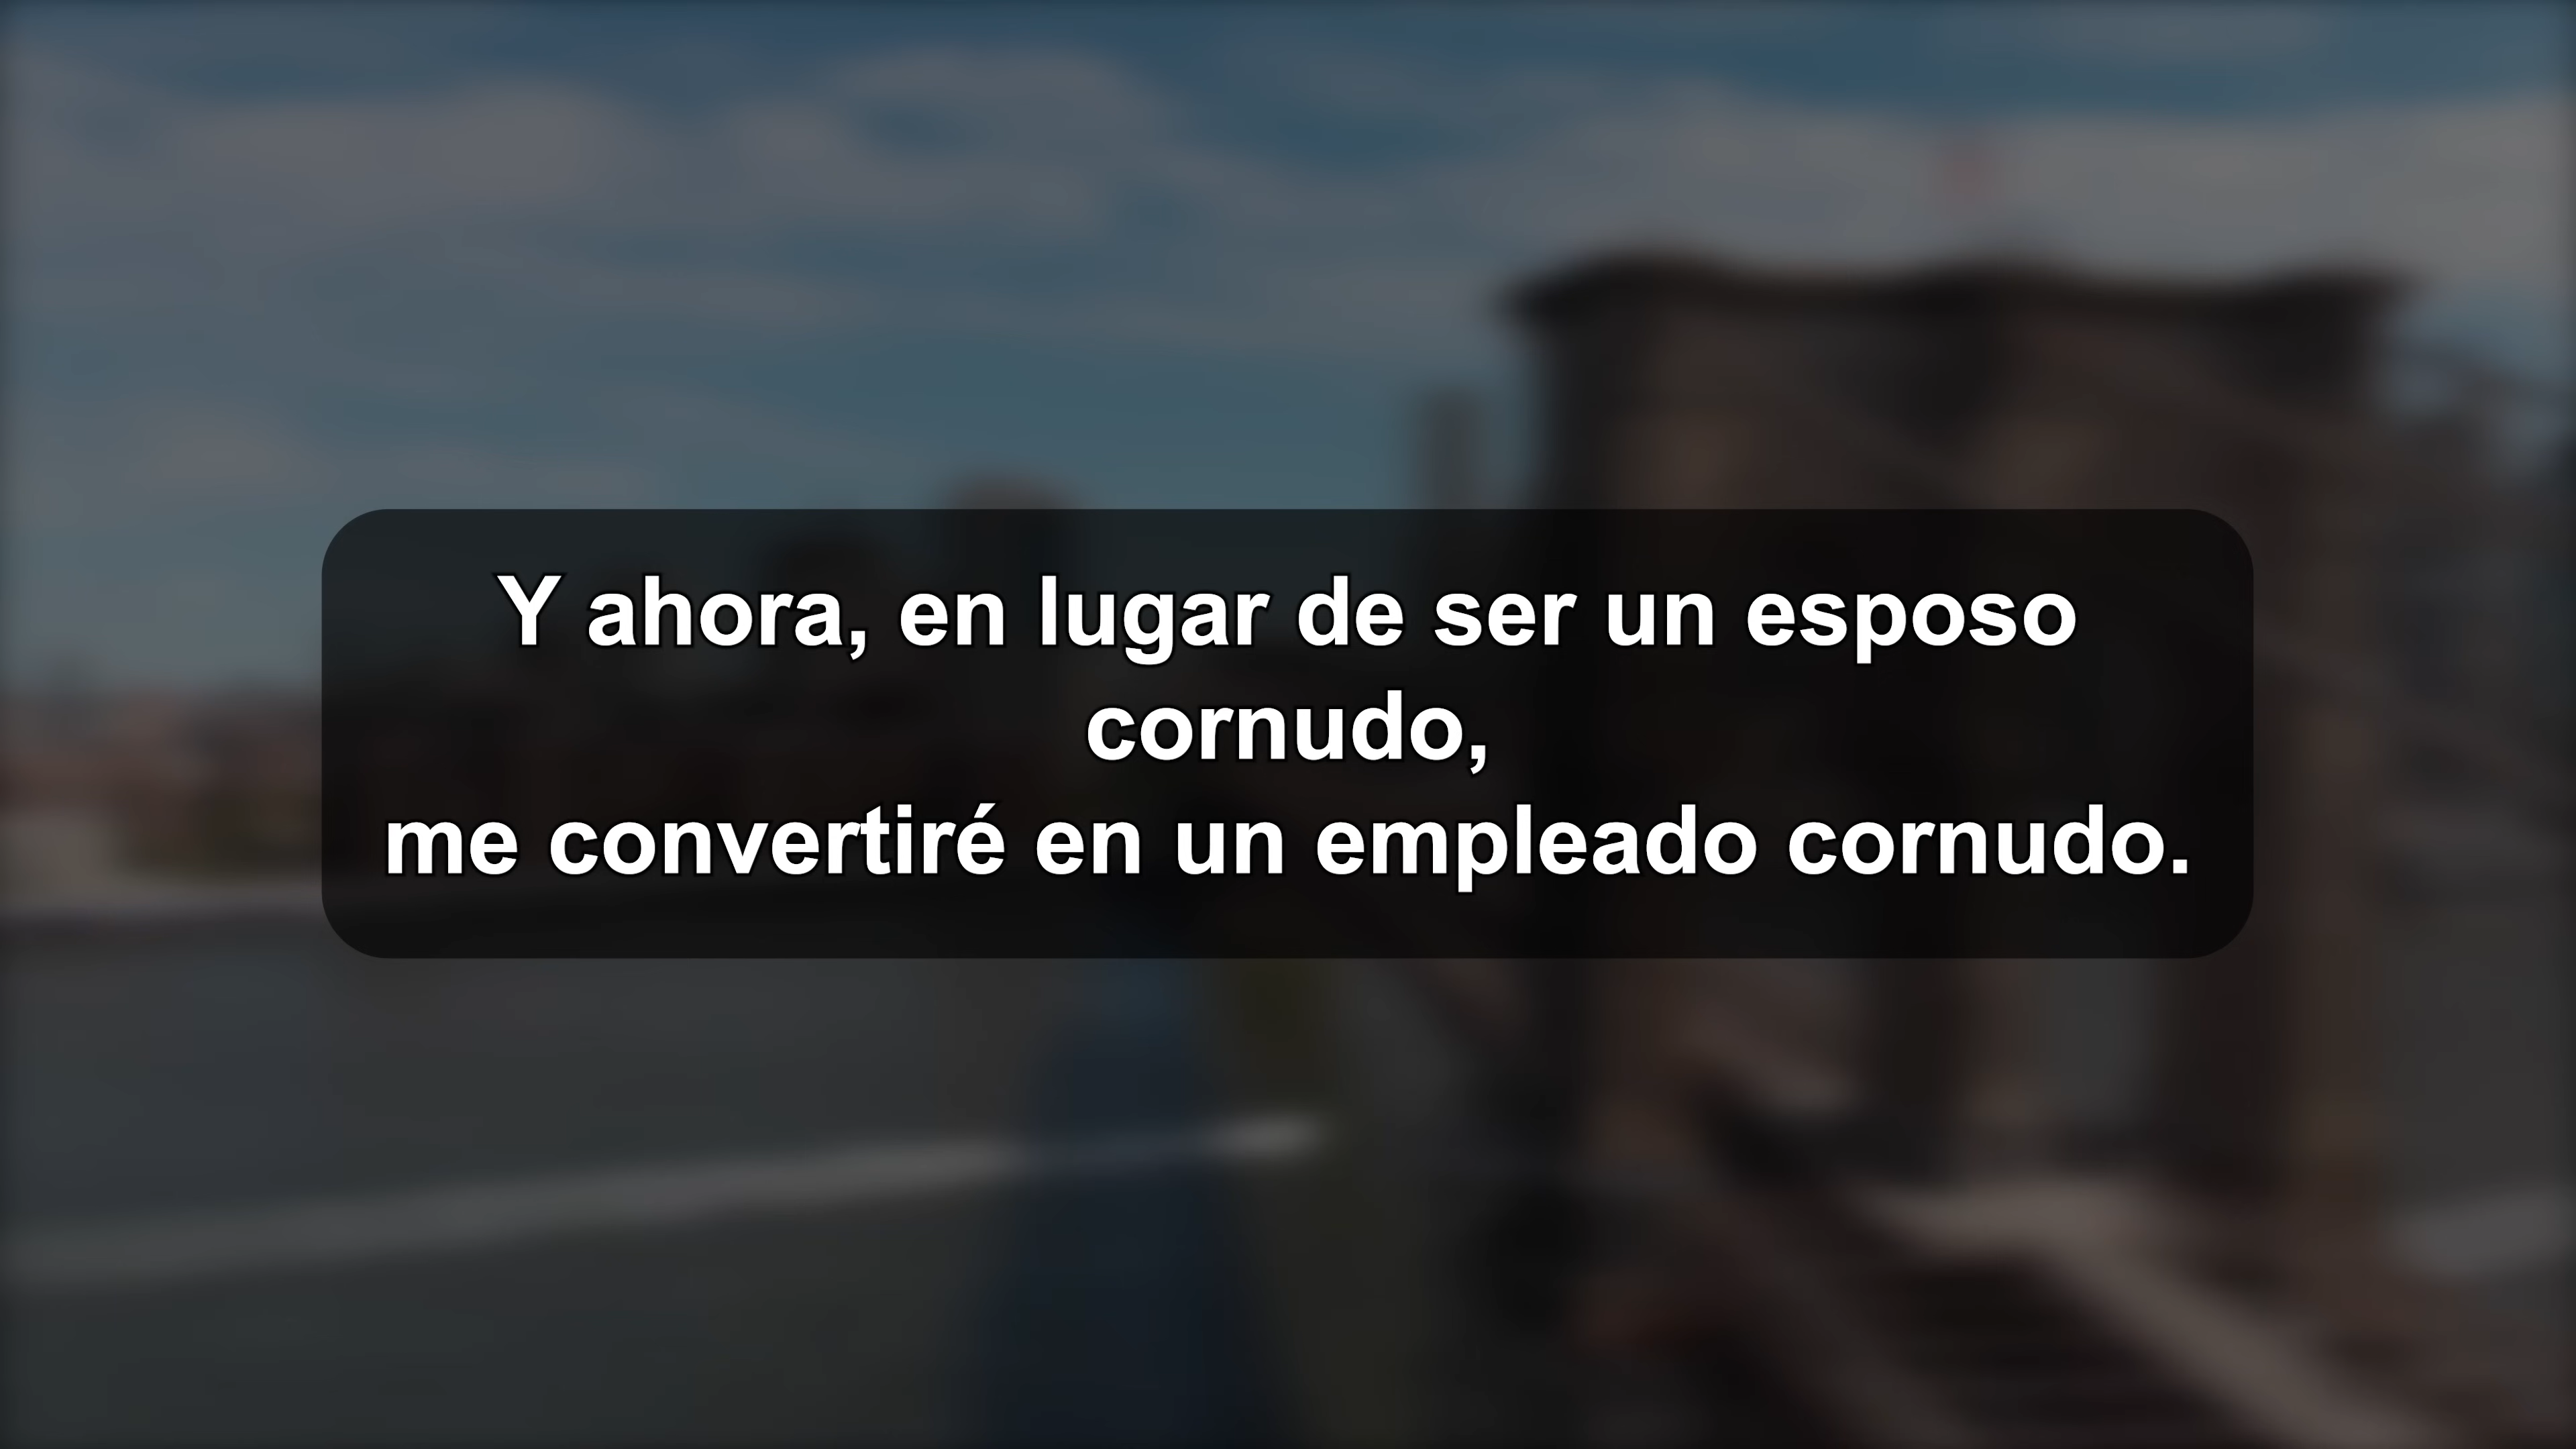 Y ahora, en lugar de ser un esposo
cornudo,
me convertiré en un empleado cornudo.